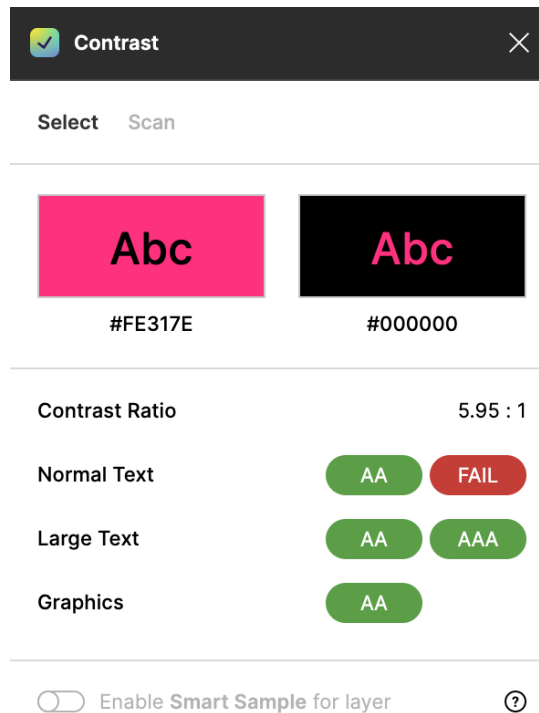 Contrast
Select Scan
Abc Abc
#FE317E #000000
Contrast Ratio 5.95 : 1
Normal Text AA FAIL
Large Text AA AAA
Graphics AA
Enable Smart Sample for layer ?